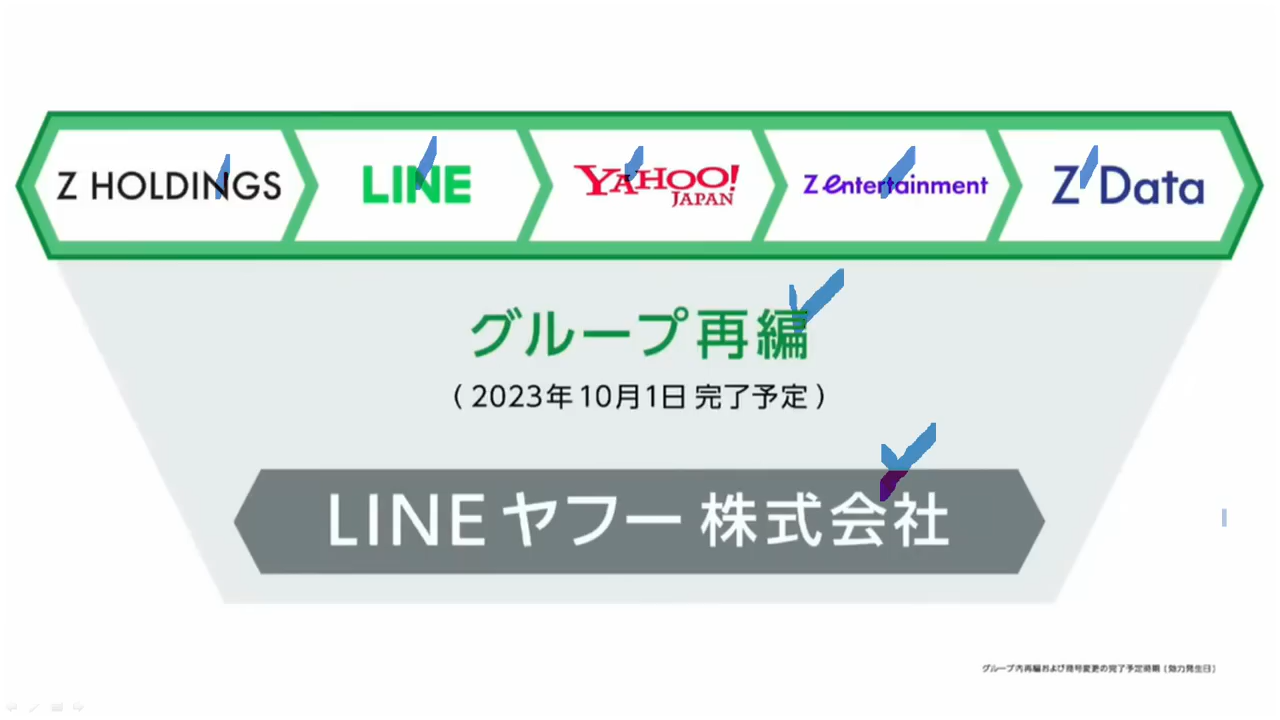 Z HOLDINGS
LINE
YAHOO!
JAPAN
Z Entertainment
Z Data
グループ再編
(2023年10月1日 完了予定)
LINEヤフー株式会社
グループ内再編および商号変更の完了予定時期(効力発生日)